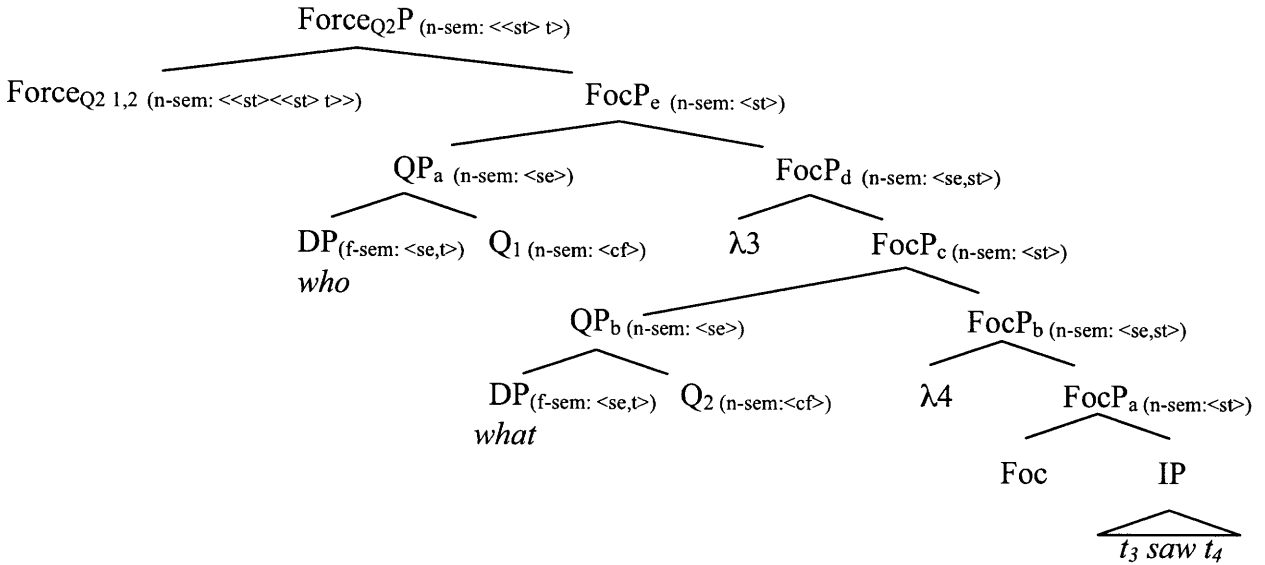 ForceQ2P (n-sem: <<st> t>)
ForceQ2 1,2 (n-sem: <<st><<st> t>>) FocPe (n-sem: <st>)
QPa (n-sem: <se>) FocPd (n-sem: <se,st>)
DP(f-sem: <se,t>) Q1 (n-sem: <cf>) λ3 FocPc (n-sem: <st>)
who
QPb (n-sem: <se>) FocPb (n-sem: <se,st>)
DP(f-sem: <se,t>) Q2 (n-sem:<cf>) λ4 FocPa (n-sem:<st>)
what
Foc IP
t3 saw t4